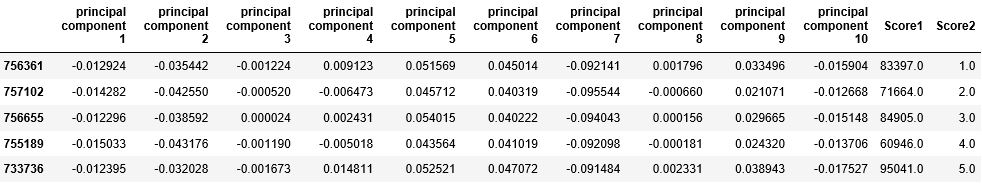 principal principal principal principal principal principal principal principal principal principal
component component component component component component component component component component Score1 Score2
1 2 3 4 5 6 7 8 9 10
756361 -0.012924 -0.035442 -0.001224 0.009123 0.051569 0.045014 -0.092141 0.001796 0.033496 -0.015904 83397.0 1.0
757102 -0.014282 -0.042550 -0.000520 -0.006473 0.045712 0.040319 -0.095544 -0.000660 0.021071 -0.012668 71664.0 2.0
756655 -0.012296 -0.038592 0.000024 0.002431 0.054015 0.040222 -0.094043 0.000156 0.029665 -0.015148 84905.0 3.0
755189 -0.015033 -0.043176 -0.001190 -0.005018 0.043564 0.041019 -0.092098 -0.000181 0.024320 -0.013706 60946.0 4.0
733736 -0.012395 -0.032028 -0.001673 0.014811 0.052521 0.047072 -0.091484 0.002331 0.038943 -0.017527 95041.0 5.0